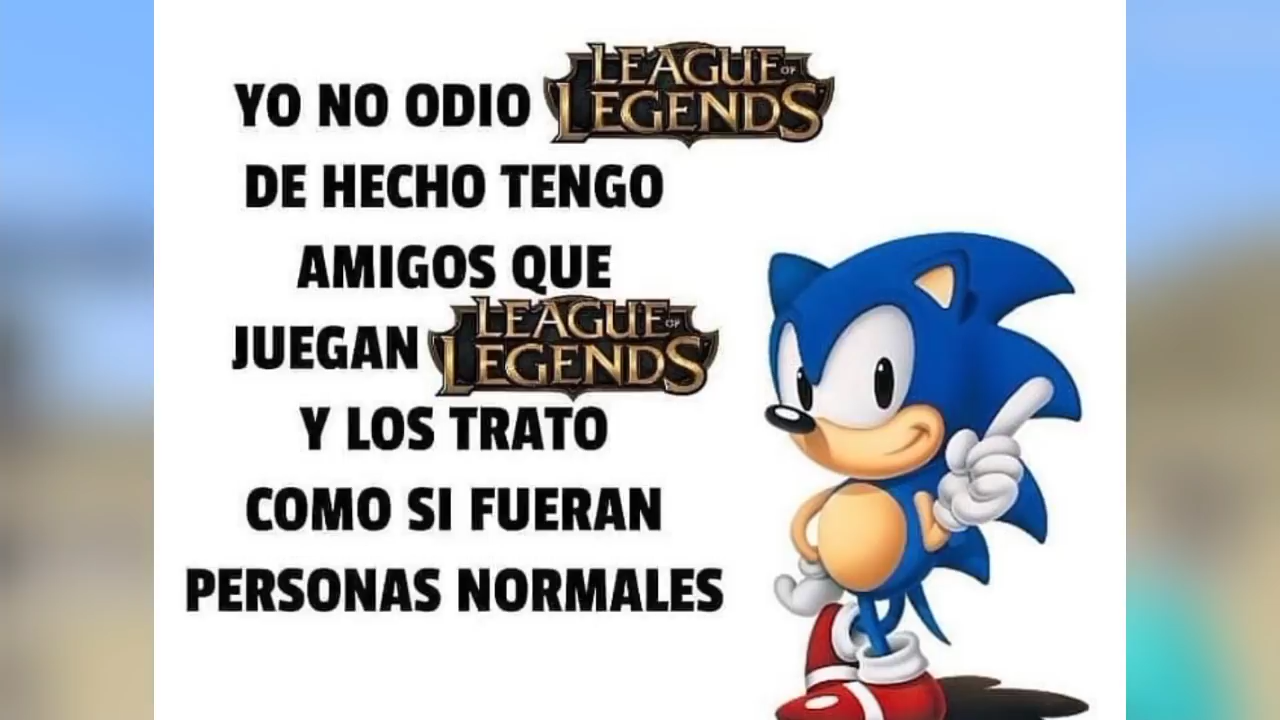 YO NO ODIO LEAGUE OF LEGENDS
DE HECHO TENGO
AMIGOS QUE
JUEGAN LEAGUE OF LEGENDS
Y LOS TRATO
COMO SI FUERAN
PERSONAS NORMALES